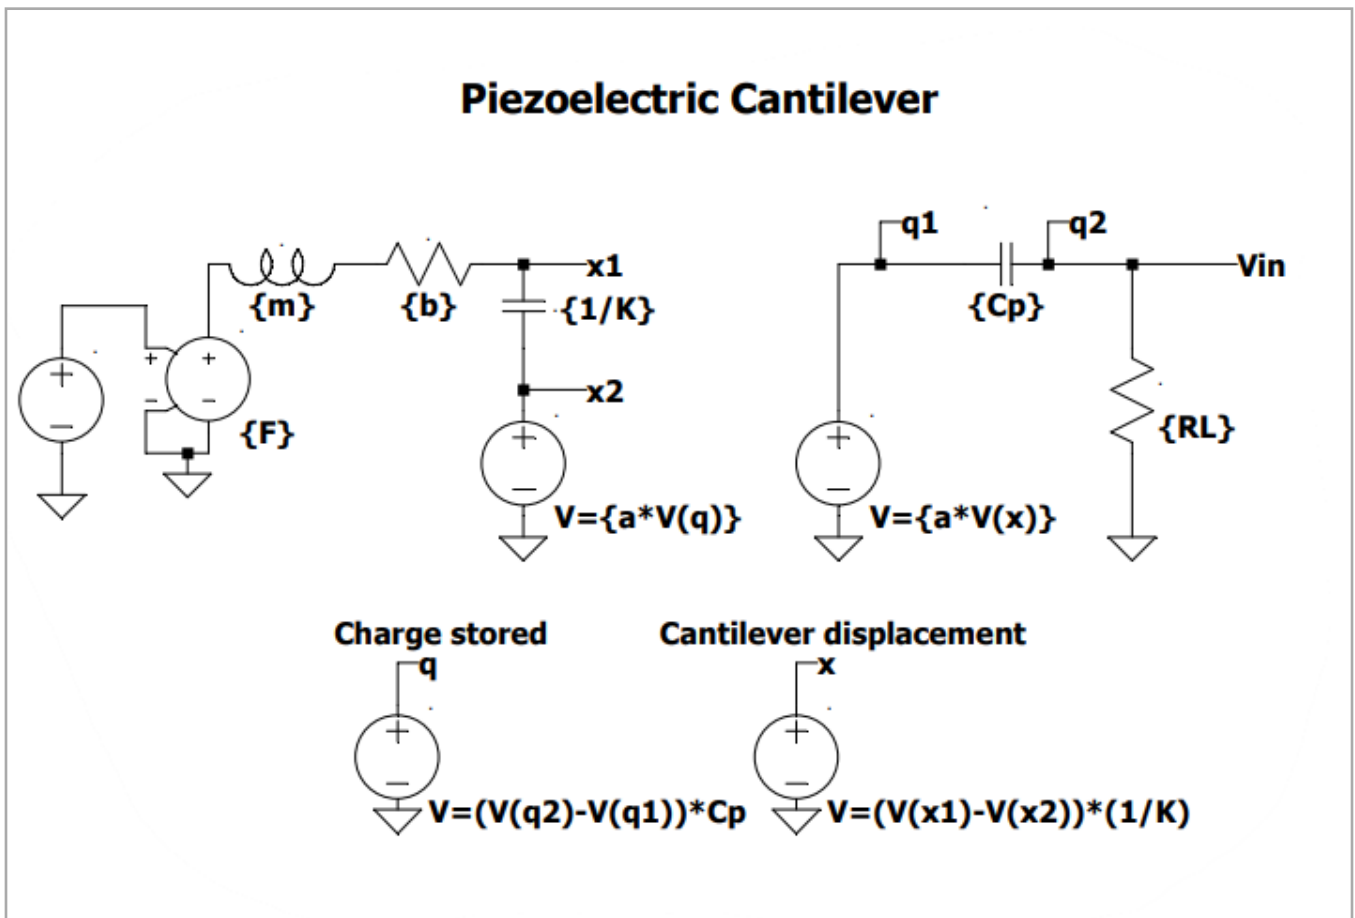 Piezoelectric Cantilever
q1
q2
x1
Vin
{m}
{b}
{1/K}
{Cp}
x2
{F}
{RL}
V={a*V(q)}
V={a*V(x)}
Charge stored
Cantilever displacement
q
x
V=(V(q2)-V(q1))*Cp
V=(V(x1)-V(x2))*(1/K)